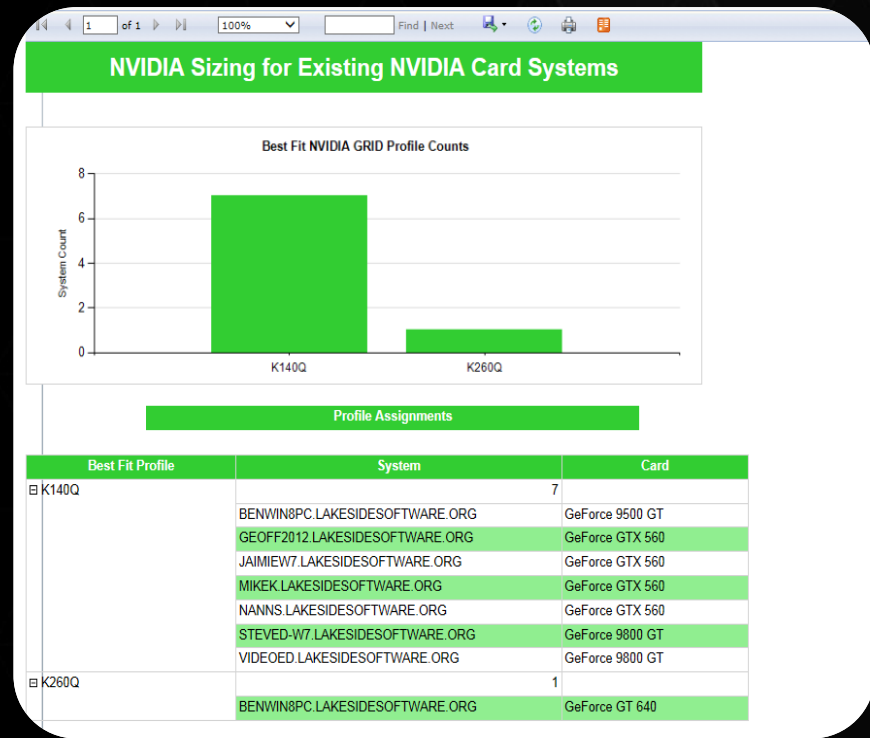 1 of 1 100% Find | Next
NVIDIA Sizing for Existing NVIDIA Card Systems
Best Fit NVIDIA GRID Profile Counts
8
6
4
2
0
System Count
K140Q K260Q
Profile Assignments
Best Fit Profile System Card
K140Q 7
BENWIN8PC.LAKESIDESOFTWARE.ORG GeForce 9500 GT
GEOFF2012.LAKESIDESOFTWARE.ORG GeForce GTX 560
JAIMIEW7.LAKESIDESOFTWARE.ORG GeForce GTX 560
MIKEK.LAKESIDESOFTWARE.ORG GeForce GTX 560
NANNS.LAKESIDESOFTWARE.ORG GeForce GTX 560
STEVED-W7.LAKESIDESOFTWARE.ORG GeForce 9800 GT
VIDEOED.LAKESIDESOFTWARE.ORG GeForce 9800 GT
K260Q 1
BENWIN8PC.LAKESIDESOFTWARE.ORG GeForce GT 640